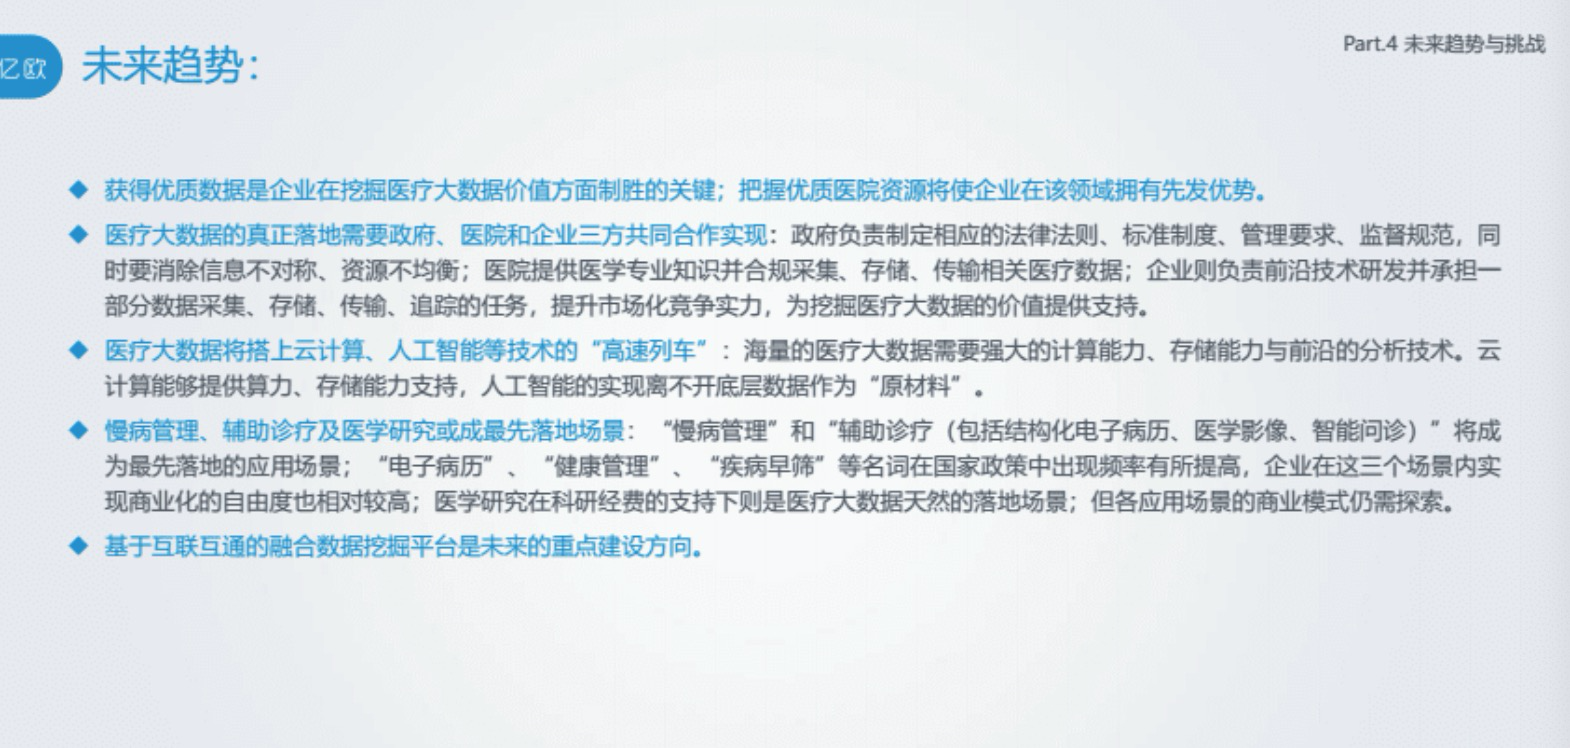 亿欧
未来趋势：
Part.4 未来趋势与挑战
◆ 获得优质数据是企业在挖掘医疗大数据价值方面制胜的关键；把握优质医院资源将使企业在该领域拥有先发优势。
◆ 医疗大数据的真正落地需要政府、医院和企业三方共同合作实现：政府负责制定相应的法律法则、标准制度、管理要求、监督规范，同
时要消除信息不对称、资源不均衡；医院提供医学专业知识并合规采集、存储、传输相关医疗数据；企业则负责前沿技术研发并承担一
部分数据采集、存储、传输、追踪的任务，提升市场化竞争实力，为挖掘医疗大数据的价值提供支持。
◆ 医疗大数据将搭上云计算、人工智能等技术的“高速列车”：海量的医疗大数据需要强大的计算能力、存储能力与前沿的分析技术。云
计算能够提供算力、存储能力支持，人工智能的实现离不开底层数据作为“原材料”。
◆ 慢病管理、辅助诊疗及医学研究或成最先落地场景：“慢病管理”和“辅助诊疗（包括结构化电子病历、医学影像、智能问诊）”将成
为最先落地的应用场景；“电子病历”、“健康管理”、“疾病早筛”等名词在国家政策中出现频率有所提高，企业在这三个场景内实
现商业化的自由度也相对较高；医学研究在科研经费的支持下则是医疗大数据天然的落地场景；但各应用场景的商业模式仍需探索。
◆ 基于互联互通的融合数据挖掘平台是未来的重点建设方向。